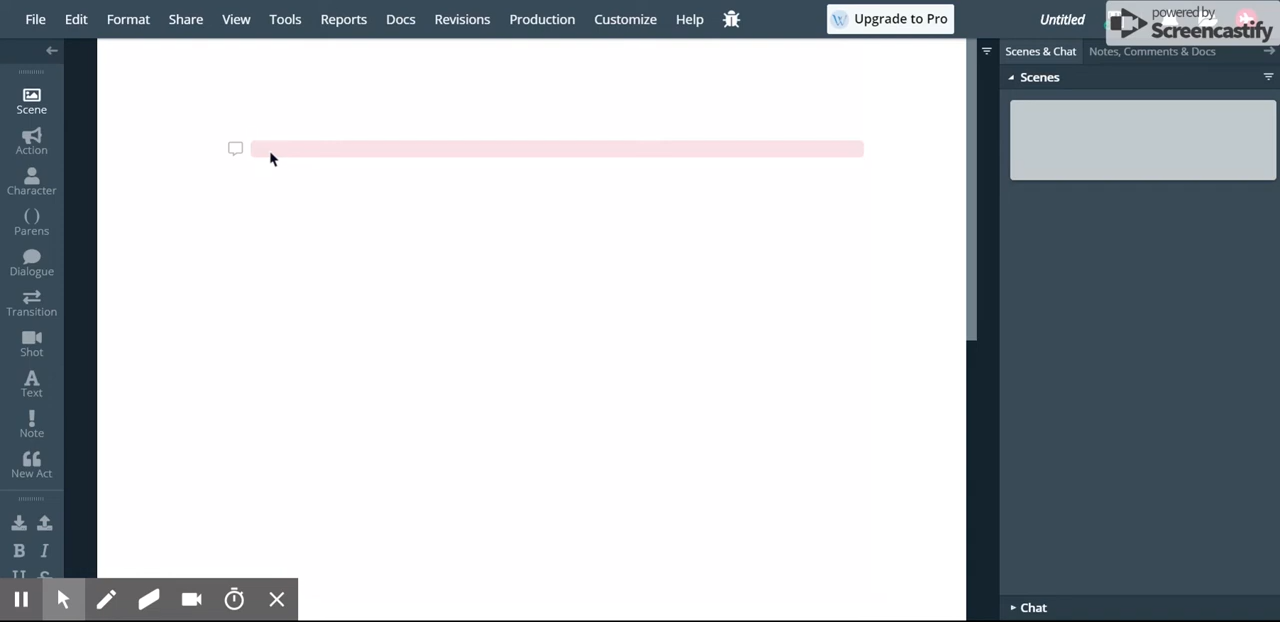 File Edit Format Share View Tools Reports Docs Revisions Production Customize Help Upgrade to Pro Untitled
powered by
Screencastify
Scenes & Chat Notes, Comments & Docs
Scenes
Scene
Action
Character
Parens
Dialogue
Transition
Shot
Text
Note
New Act
B I
U S
Chat